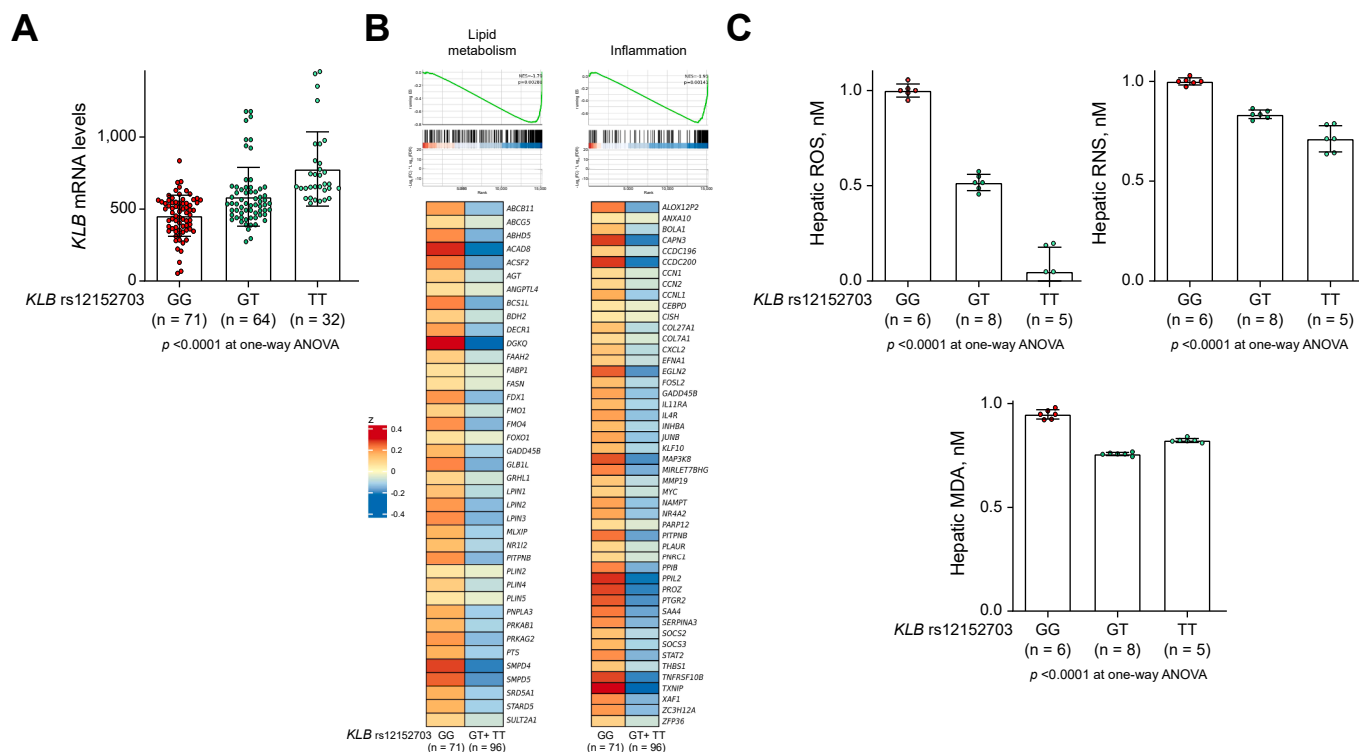 A
KLB mRNA levels
1,000
500
0
KLB rs12152703
GG
GT
TT
(n = 71)
(n = 64)
(n = 32)
p <0.0001 at one-way ANOVA
B
Lipid
metabolism
Inflammation
Rank
Rank
z
0.4
0.2
0
-0.2
-0.4
ABCB11
ABCG5
ABHD5
ACAD8
ACSF2
AGT
ANGPTL4
BCS1L
BDH2
DECR1
DGKQ
FAAH2
FABP1
FASN
FDX1
FMO1
FMO4
FOXO1
GADD45B
GLB1L
GRHL1
LPIN1
LPIN2
LPIN3
MLXIP
NR1I2
PITPNB
PLIN2
PLIN4
PLIN5
PNPLA3
PRKAB1
PRKAG2
PTS
SMPD4
SMPD5
SRD5A1
STARD5
SULT2A1
ALOX12P2
ANXA10
BOLA1
CAPN3
CCDC196
CCDC200
CCN1
CCN2
CCNL1
CEBPD
CISH
COL27A1
COL7A1
CXCL2
EFNA1
EGLN2
FOSL2
GADD45B
IL11RA
IL4R
INHBA
JUNB
KLF10
MAP3K8
MIRLET7BHG
MMP19
MYC
NAMPT
NR4A2
PARP12
PITPNB
PLAUR
PNRC1
PPIB
PPIL2
PROZ
PTGR2
SAA4
SERPINA3
SOCS2
SOCS3
STAT2
THBS1
TNFRSF10B
TXNIP
XAF1
ZC3H12A
ZFP36
KLB rs12152703
GG
GT+ TT
GG
GT+ TT
(n = 71)
(n = 96)
(n = 71)
(n = 96)
C
Hepatic ROS, nM
1.0
0.5
0.0
KLB rs12152703
GG
GT
TT
(n = 6)
(n = 8)
(n = 5)
p <0.0001 at one-way ANOVA
Hepatic RNS, nM
1.0
0.5
0.0
GG
GT
TT
(n = 6)
(n = 8)
(n = 5)
p <0.0001 at one-way ANOVA
Hepatic MDA, nM
1.0
0.5
0.0
KLB rs12152703
GG
GT
TT
(n = 6)
(n = 8)
(n = 5)
p <0.0001 at one-way ANOVA